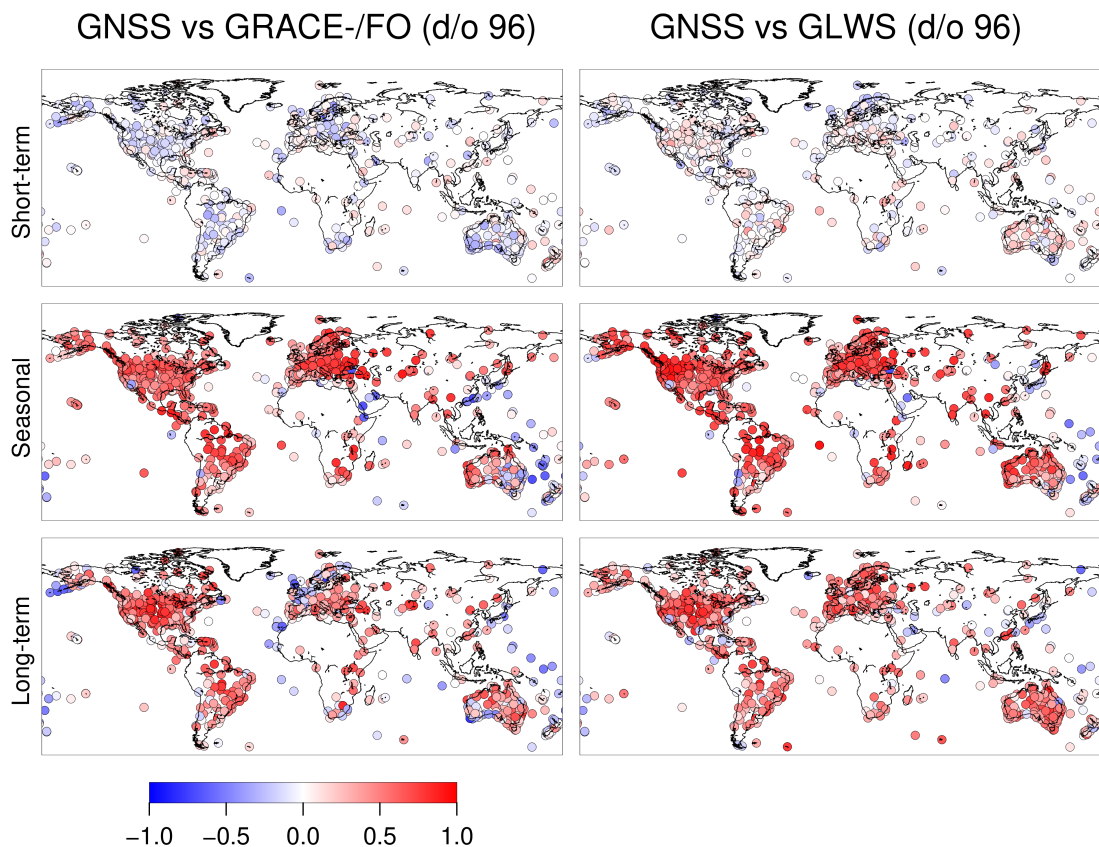 GNSS vs GRACE-/FO (d/o 96)
GNSS vs GLWS (d/o 96)
Short-term
Seasonal
Long-term
−1.0 −0.5 0.0 0.5 1.0